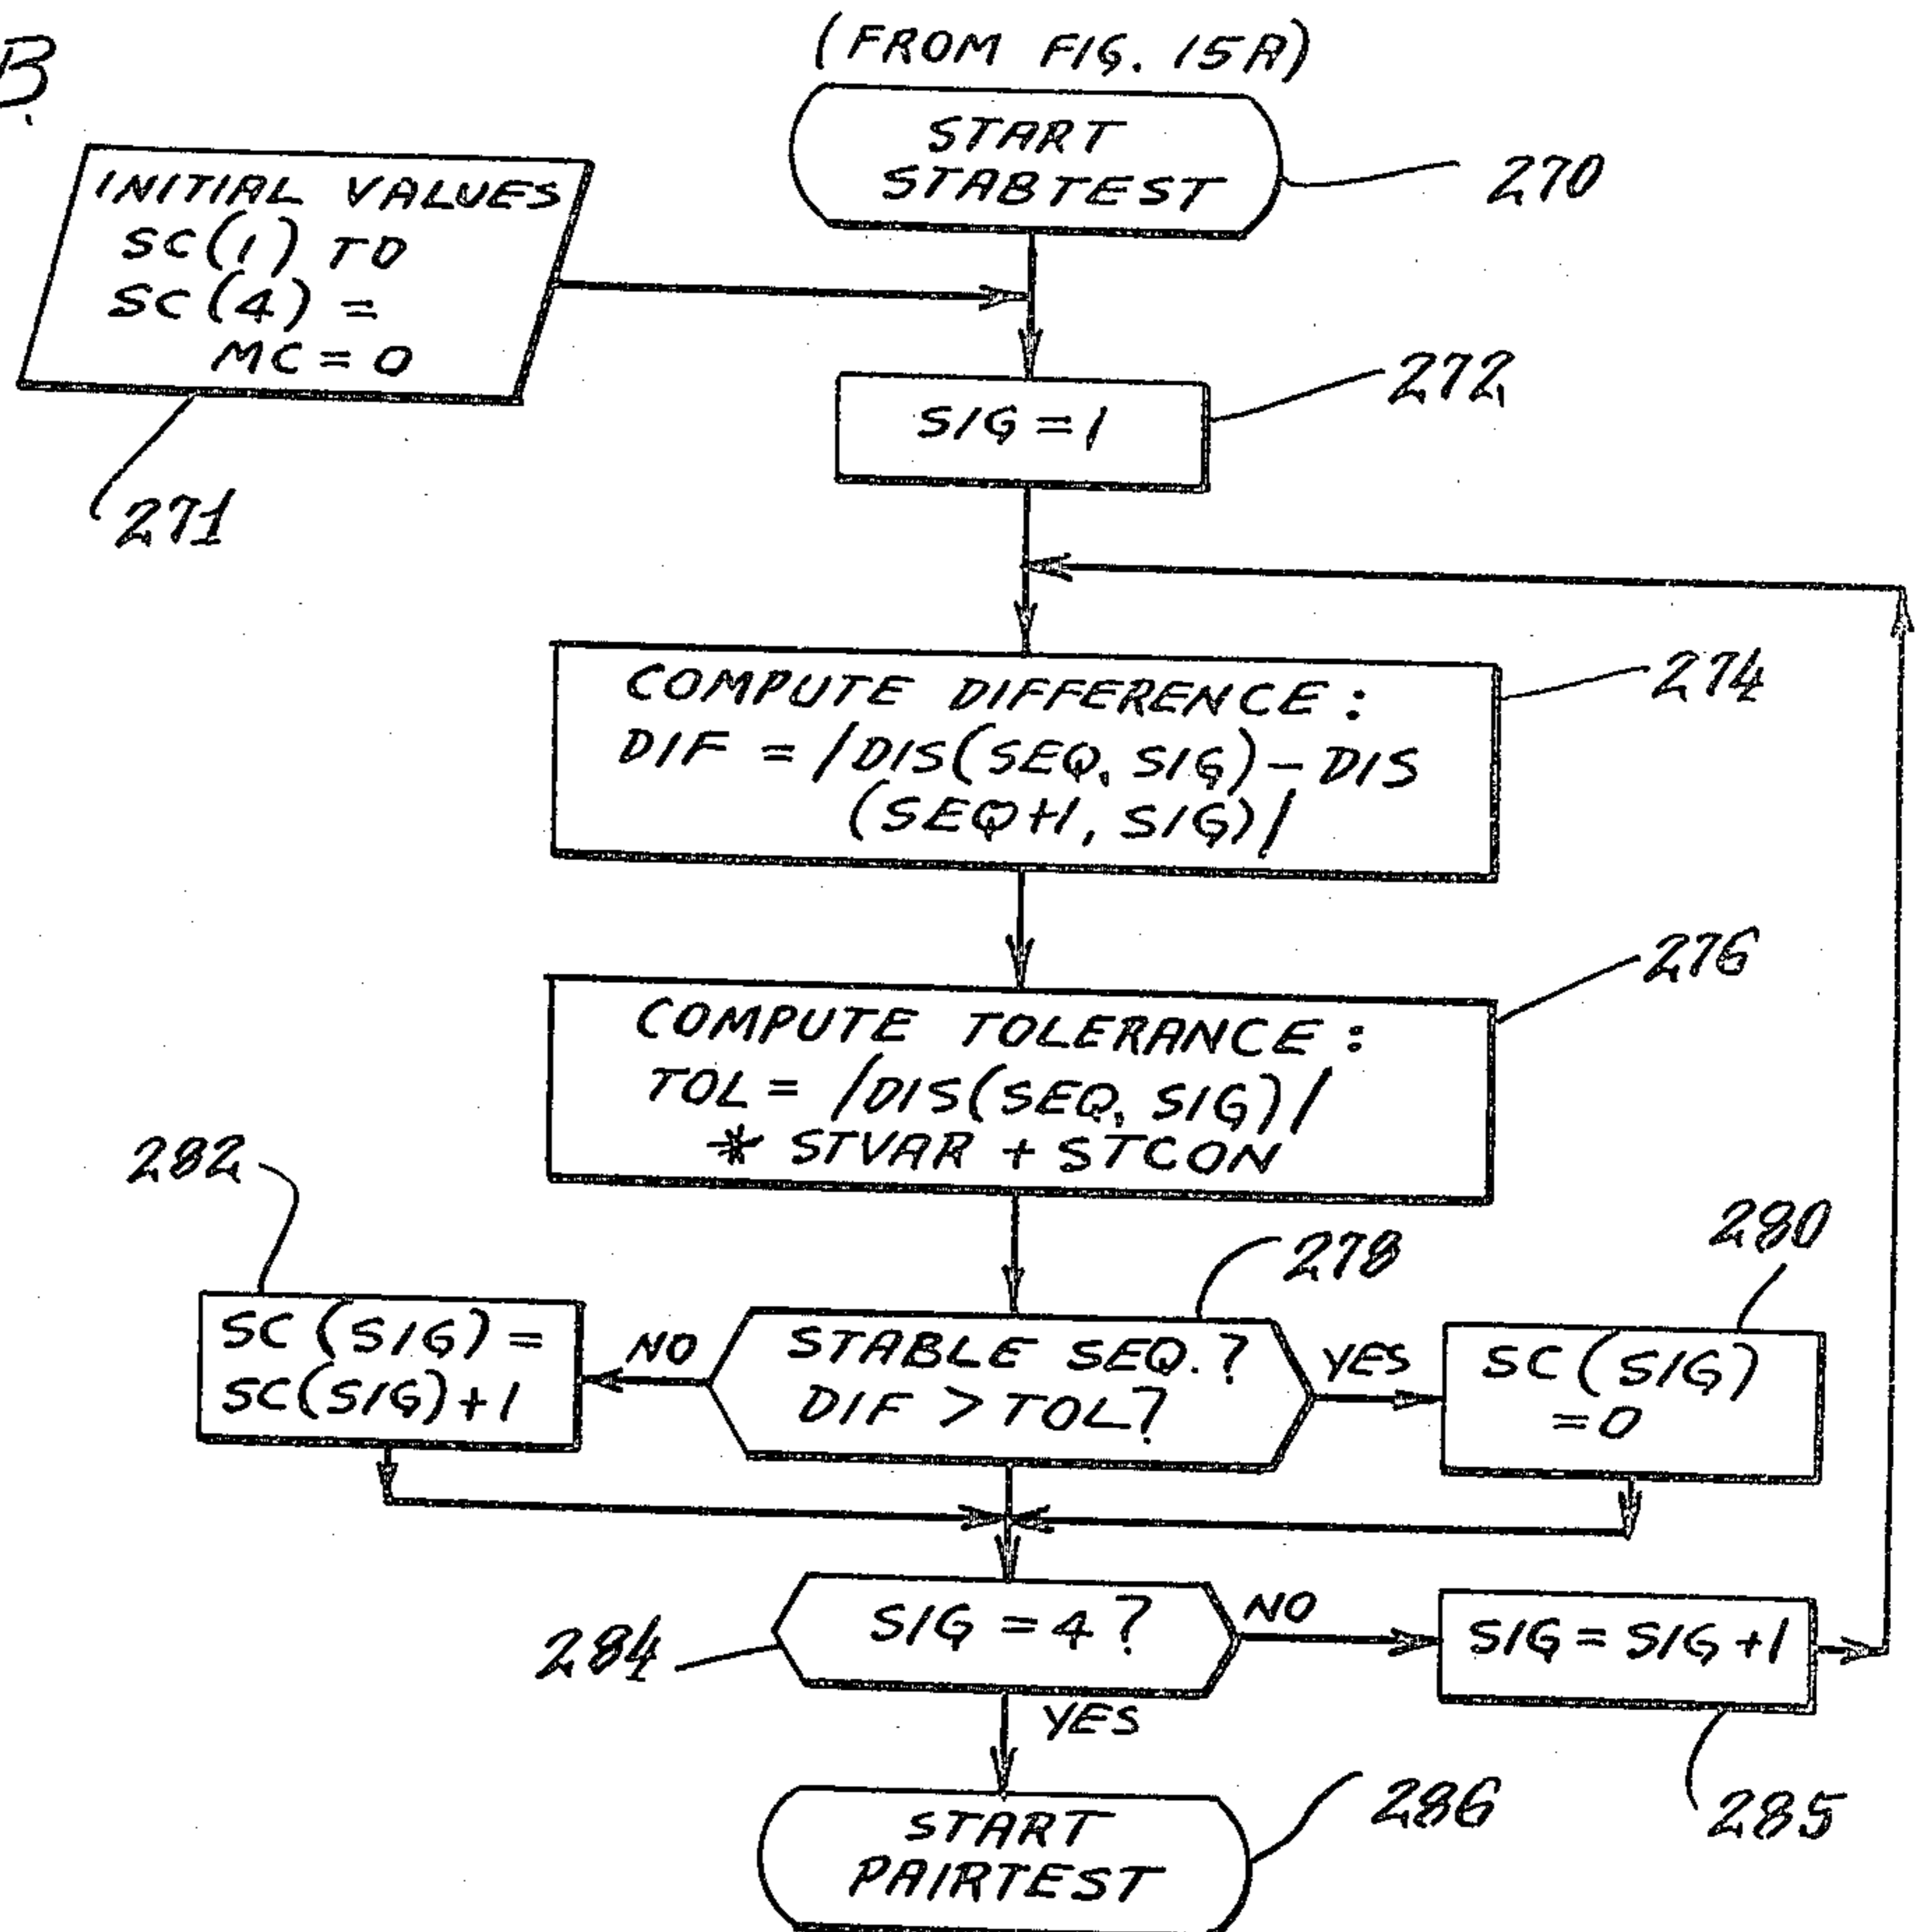 B.
(FROM FIG. 15A)
START
STABTEST
270
INITIAL VALUES
SC(1) TO
SC(4) =
MC = 0
271
SIG = 1
272
COMPUTE DIFFERENCE :
DIF = /DIS(SEQ, SIG) - DIS
(SEQ+1, SIG)/
274
COMPUTE TOLERANCE :
TOL = /DIS(SEQ, SIG)/
* STVAR + STCON
276
282
SC (SIG) =
SC(SIG)+1
NO
STABLE SEQ. ?
DIF > TOL ?
278
YES
SC (SIG)
= 0
280
SIG = 4 ?
284
NO
SIG = SIG +1
285
YES
START
PAIRTEST
286